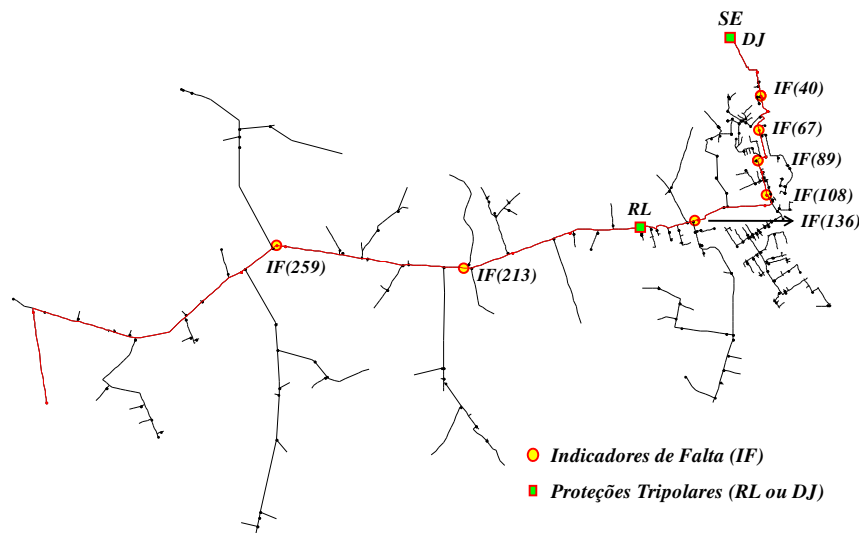 SE
DJ
IF(40)
IF(67)
IF(89)
IF(108)
RL
IF(136)
IF(259)
IF(213)
Indicadores de Falta (IF)
Proteções Tripolares (RL ou DJ)